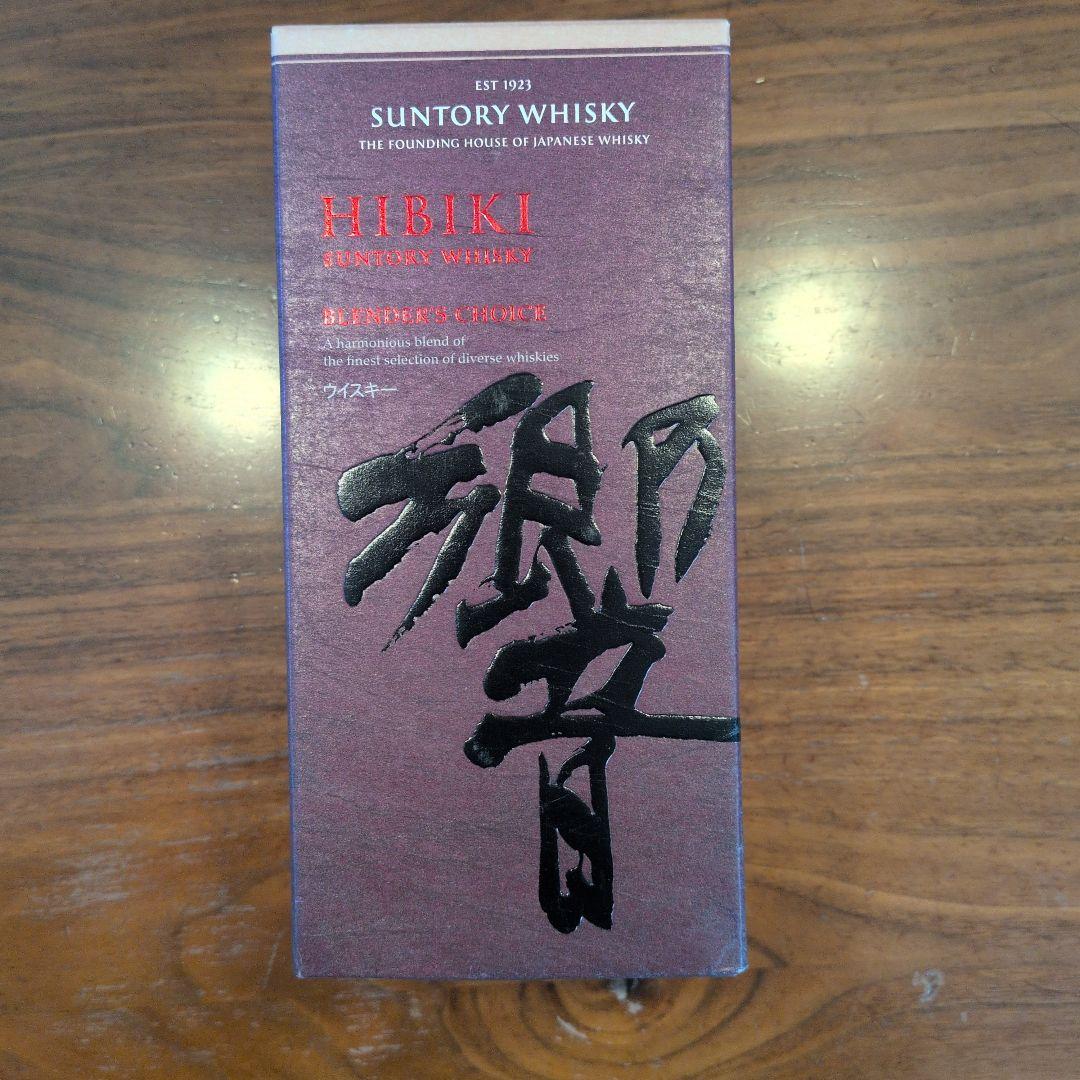 EST 1923
SUNTORY WHISKY
THE FOUNDING HOUSE OF JAPANESE WHISKY
HIBIKI
SUNTORY WHISKY
BLENDER'S CHOICE
A harmonious blend of
the finest selection of diverse whiskies
ウイスキー
響